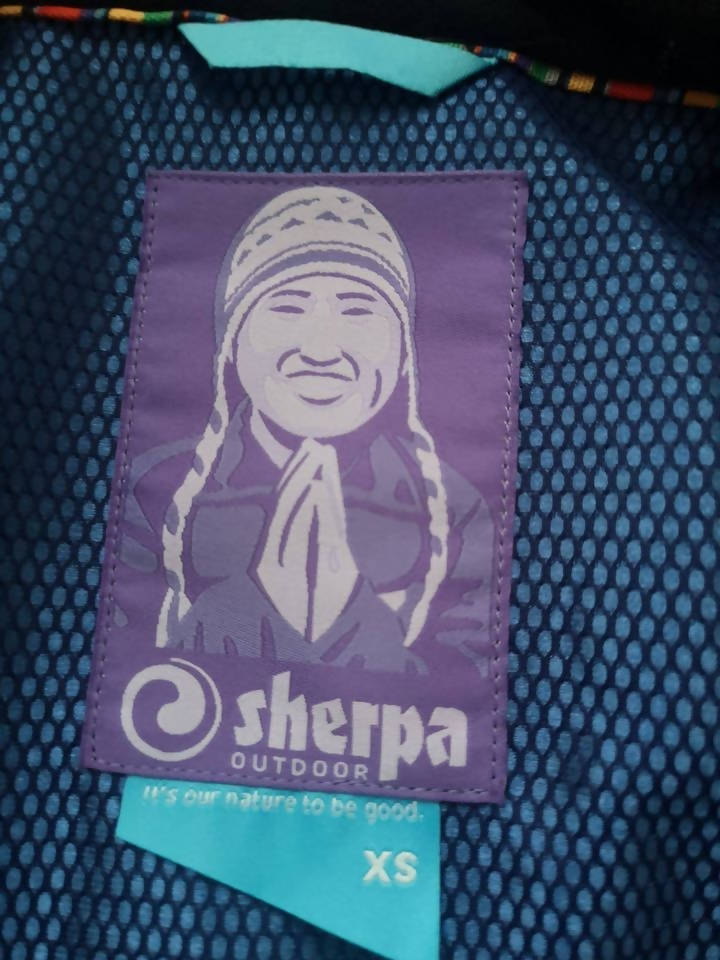 sherpa
OUTDOOR
It's our nature to be good.
XS